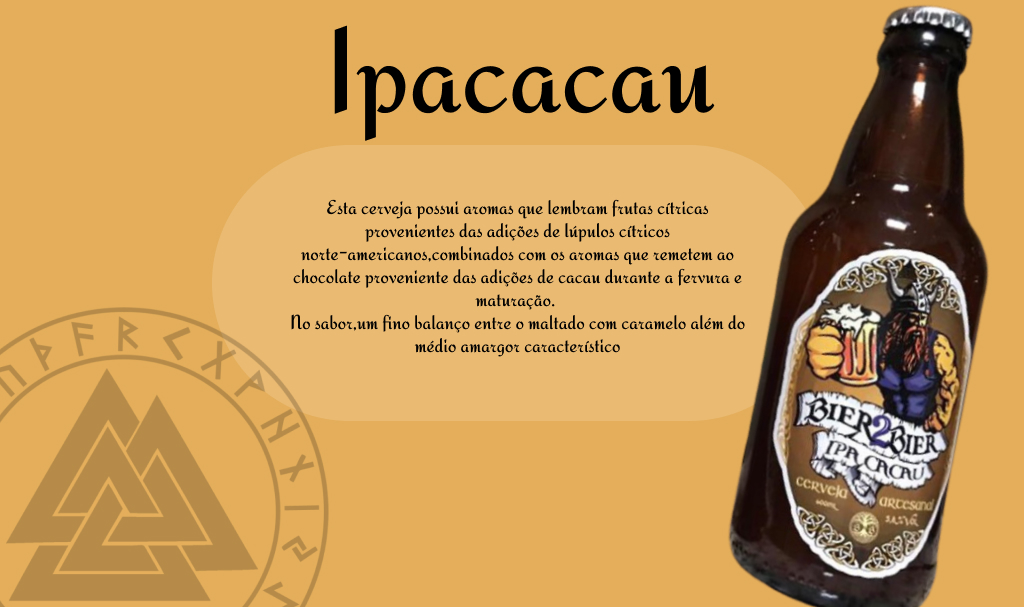 Ipacacau
Esta cerveja possui aromas que lembram frutas cítricas
provenientes das adições de lúpulos cítricos
norte-americanos,combinados com os aromas que remetem ao
chocolate proveniente das adições de cacau durante a fervura e
maturação.
No sabor,um fino balanço entre o maltado com caramelo além do
médio amargor característico
BIER2BIER
IPA CACAU
cerveja artesanal
600ml
ᚢ ᚦ ᚨ ᚱ ᚲ ᚷ ᚹ ᚺ ᚾ ᛁ ᛃ